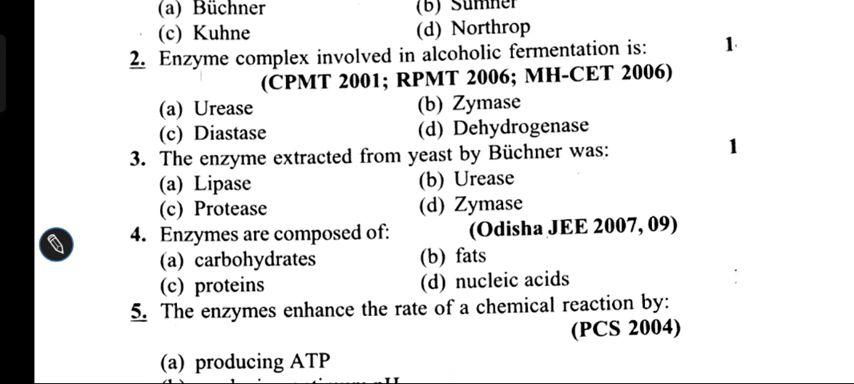 (a) Büchner (b) Sumner
(c) Kuhne (d) Northrop
2. Enzyme complex involved in alcoholic fermentation is: 1
(CPMT 2001; RPMT 2006; MH-CET 2006)
(a) Urease (b) Zymase
(c) Diastase (d) Dehydrogenase
3. The enzyme extracted from yeast by Büchner was: 1
(a) Lipase (b) Urease
(c) Protease (d) Zymase
4. Enzymes are composed of: (Odisha JEE 2007, 09)
(a) carbohydrates (b) fats
(c) proteins (d) nucleic acids
5. The enzymes enhance the rate of a chemical reaction by:
(PCS 2004)
(a) producing ATP